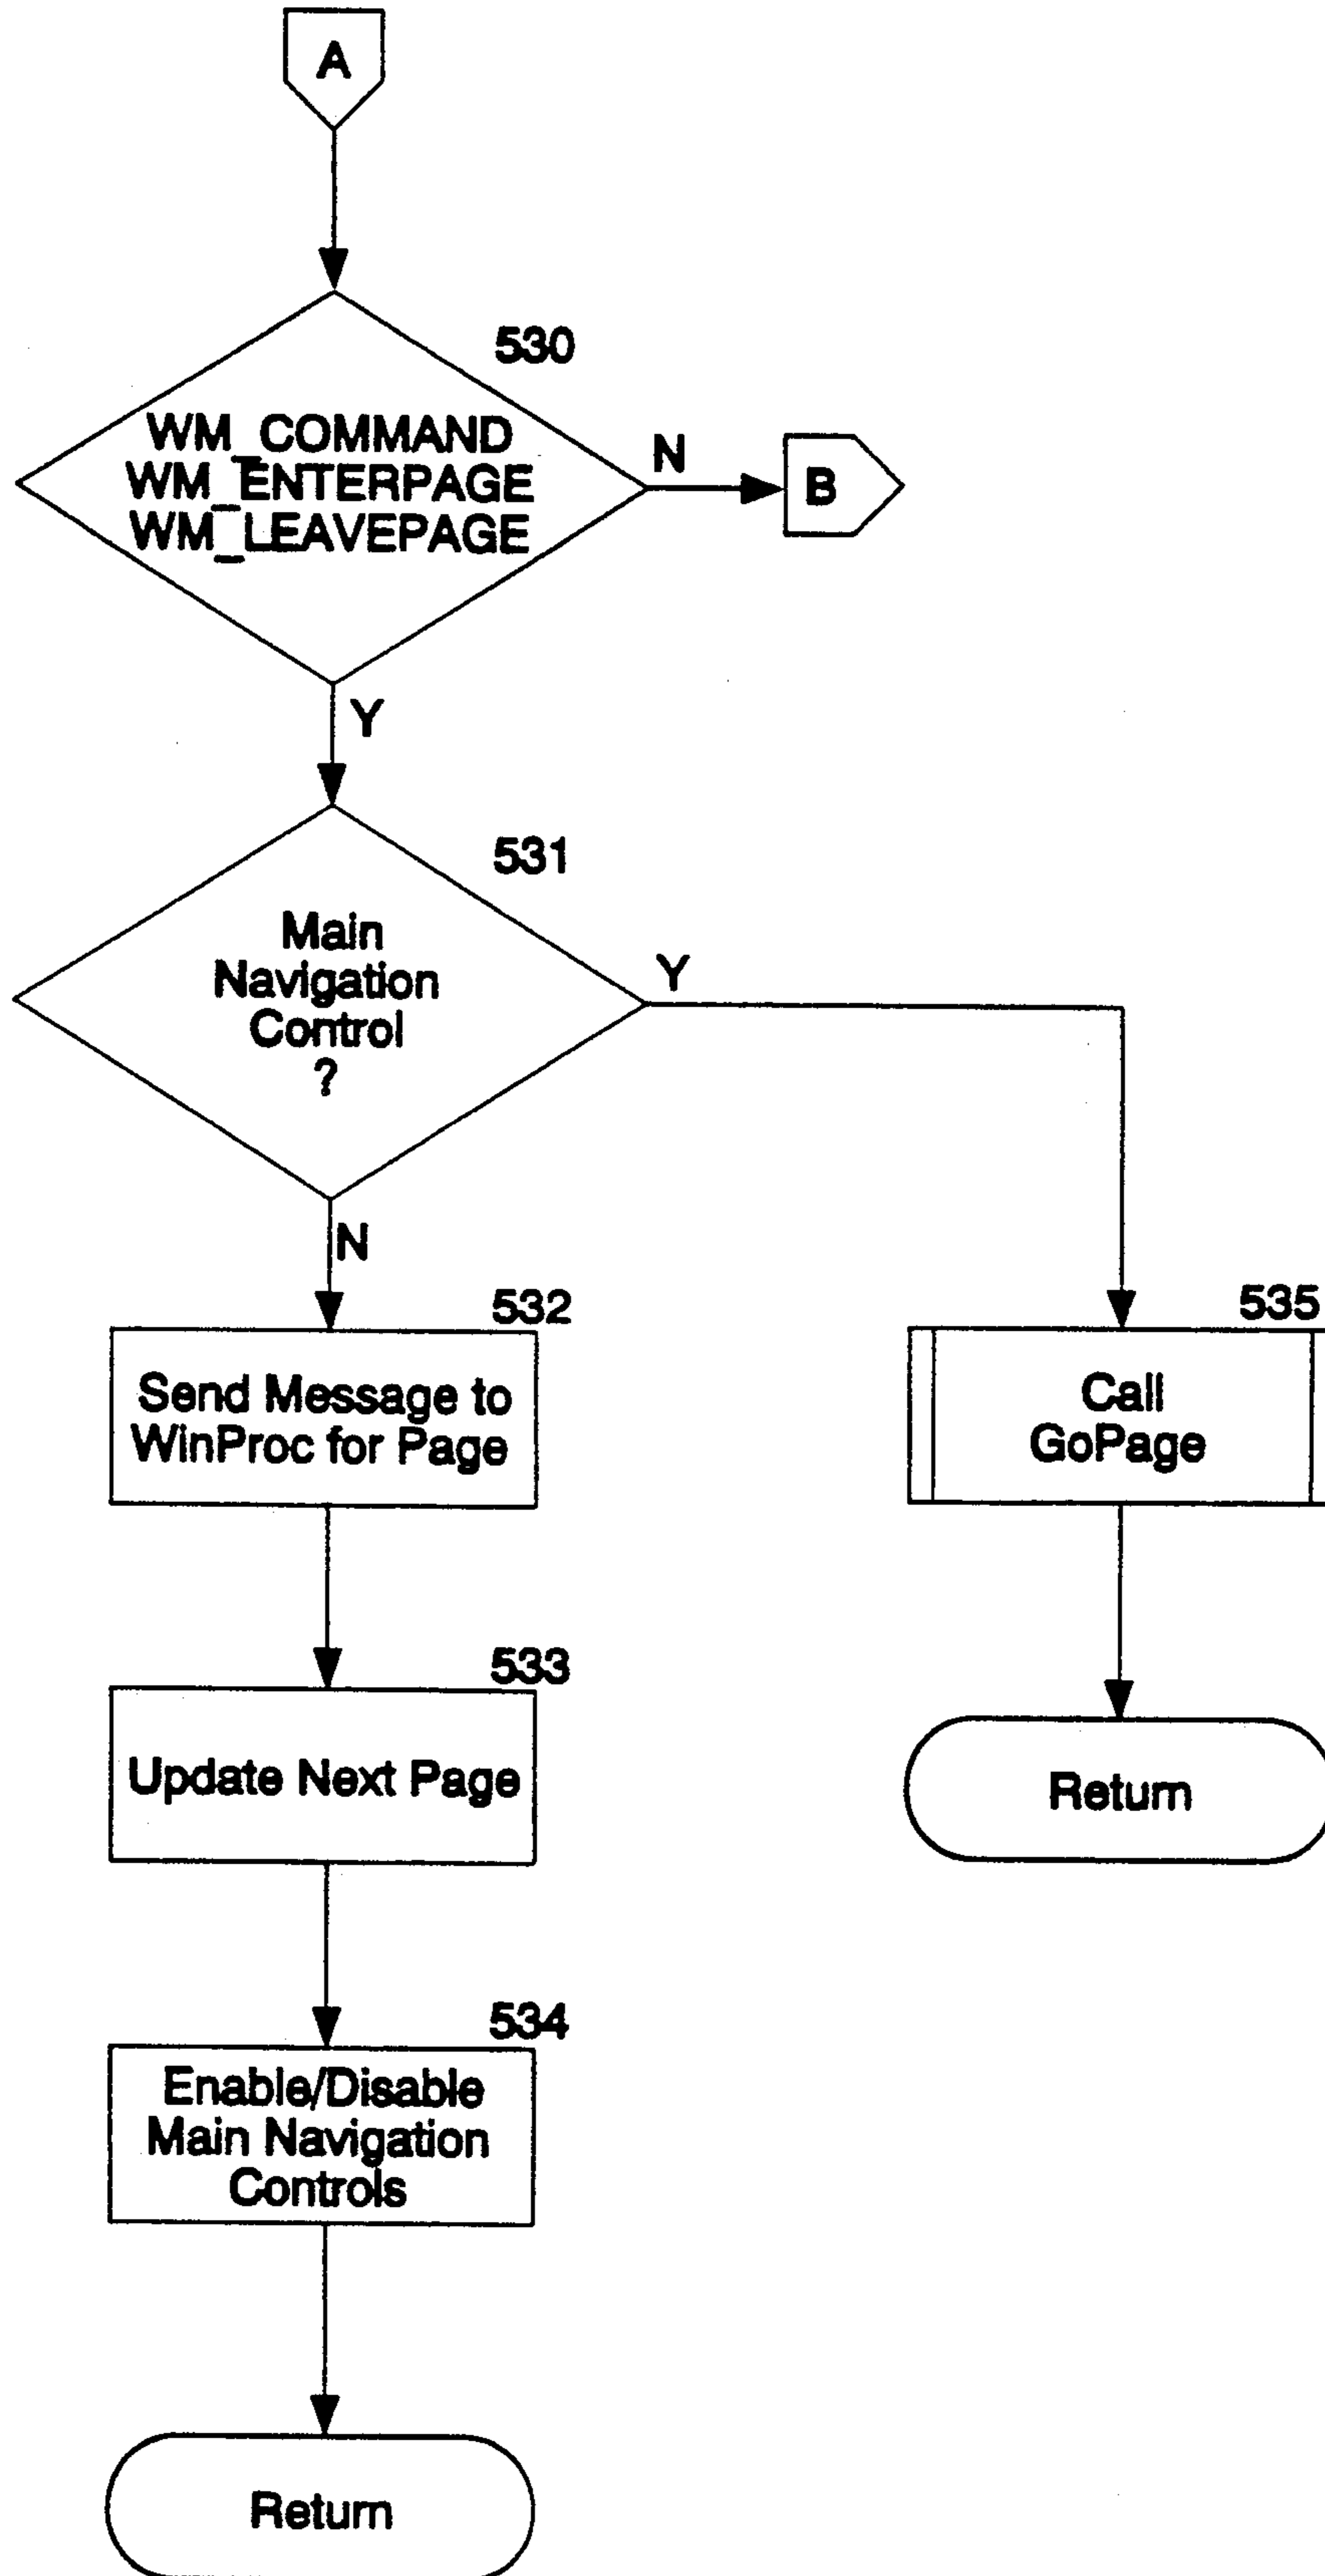 A
530
WM_COMMAND
WM_ENTERPAGE
WM_LEAVEPAGE
N
B
Y
531
Main
Navigation
Control
?
Y
N
532
Send Message to
WinProc for Page
535
Call
GoPage
533
Update Next Page
Return
534
Enable/Disable
Main Navigation
Controls
Return